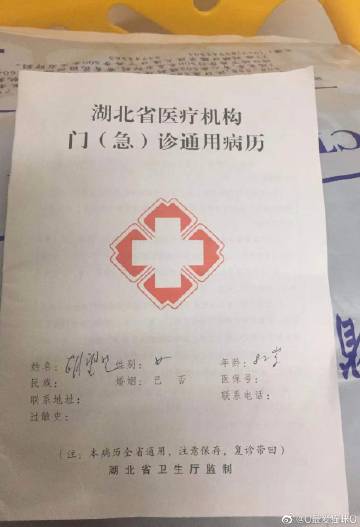 湖北省医疗机构
门（急）诊通用病历
姓名： 性别：女 年龄：82岁
民族： 婚姻：已 否 医保号：
联系地址： 联系电话：
过敏史：
（注：本病历全省通用，注意保存，复诊带回）
湖北省卫生厅监制